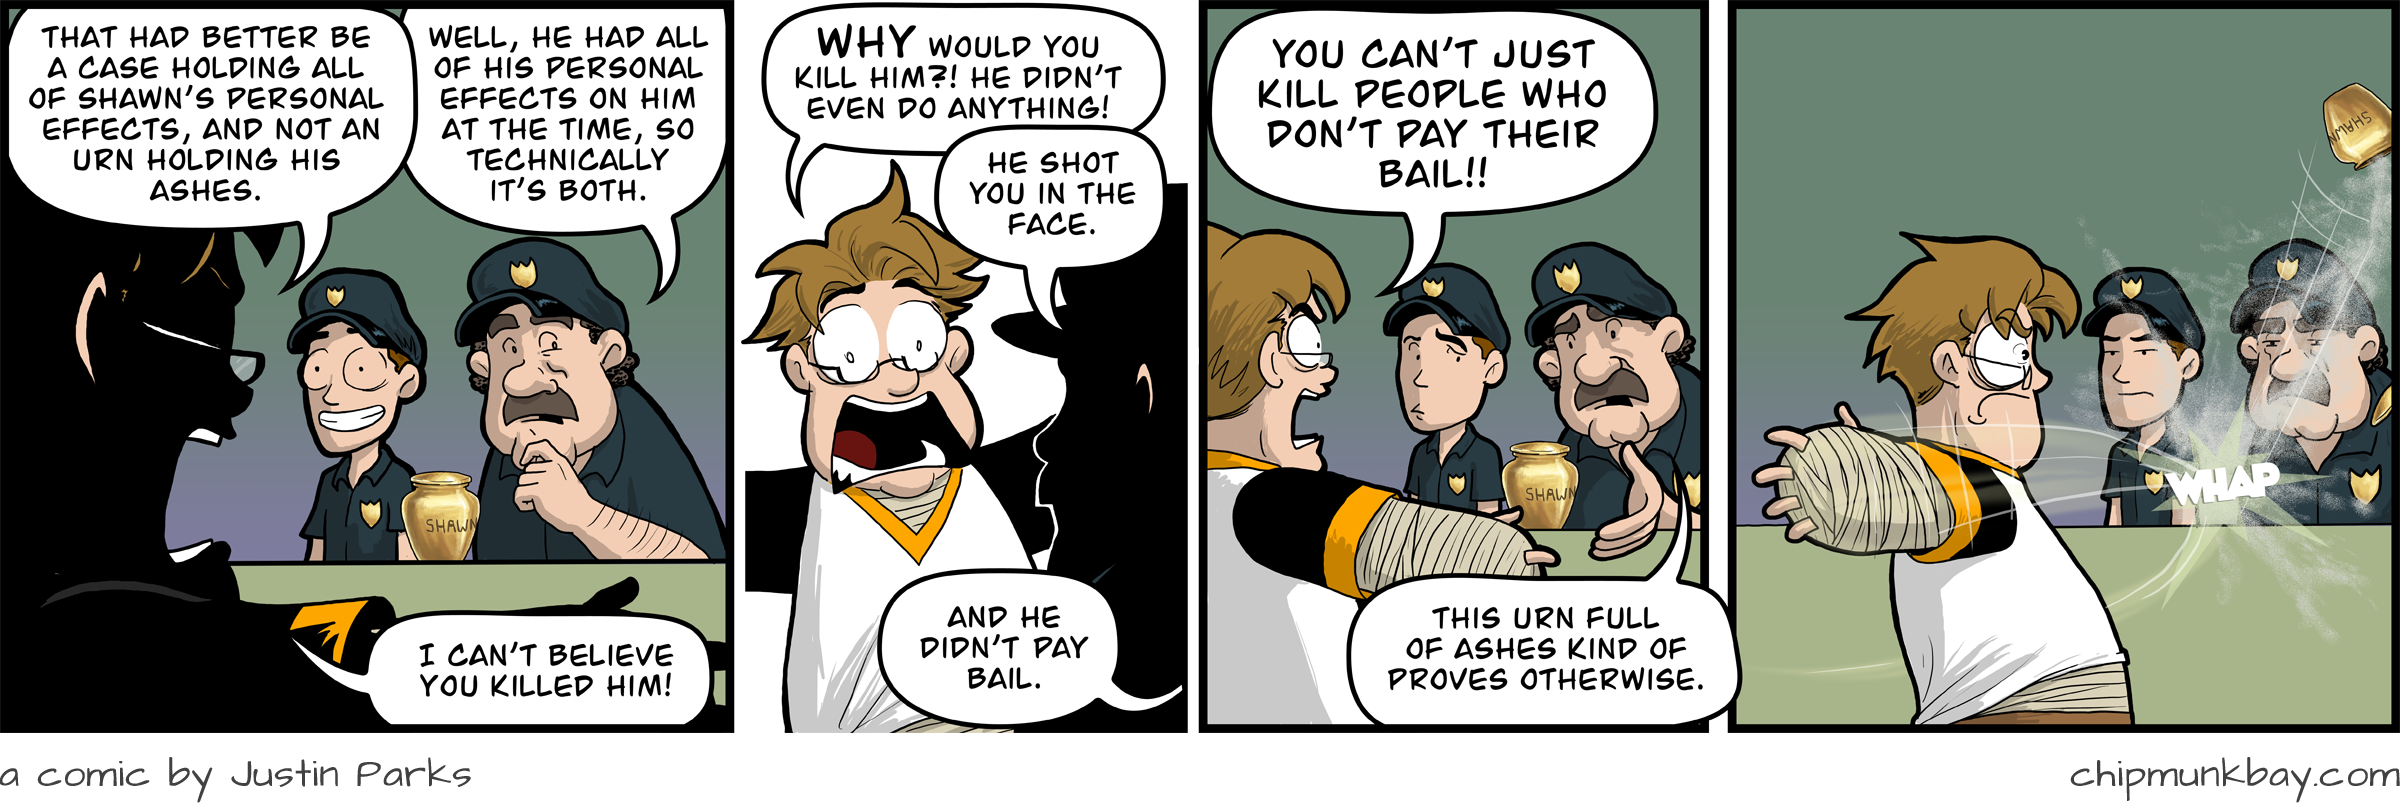 THAT HAD BETTER BE
A CASE HOLDING ALL
OF SHAWN'S PERSONAL
EFFECTS, AND NOT AN
URN HOLDING HIS
ASHES.
WELL, HE HAD ALL
OF HIS PERSONAL
EFFECTS ON HIM
AT THE TIME, SO
TECHNICALLY
IT'S BOTH.
SHAWN
I CAN'T BELIEVE
YOU KILLED HIM!
WHY WOULD YOU
KILL HIM?! HE DIDN'T
EVEN DO ANYTHING!
HE SHOT
YOU IN THE
FACE.
AND HE
DIDN'T PAY
BAIL.
YOU CAN'T JUST
KILL PEOPLE WHO
DON'T PAY THEIR
BAIL!!
SHAWN
THIS URN FULL
OF ASHES KIND OF
PROVES OTHERWISE.
SHAWN
WHAP
a comic by Justin Parks
chipmunkbay.com